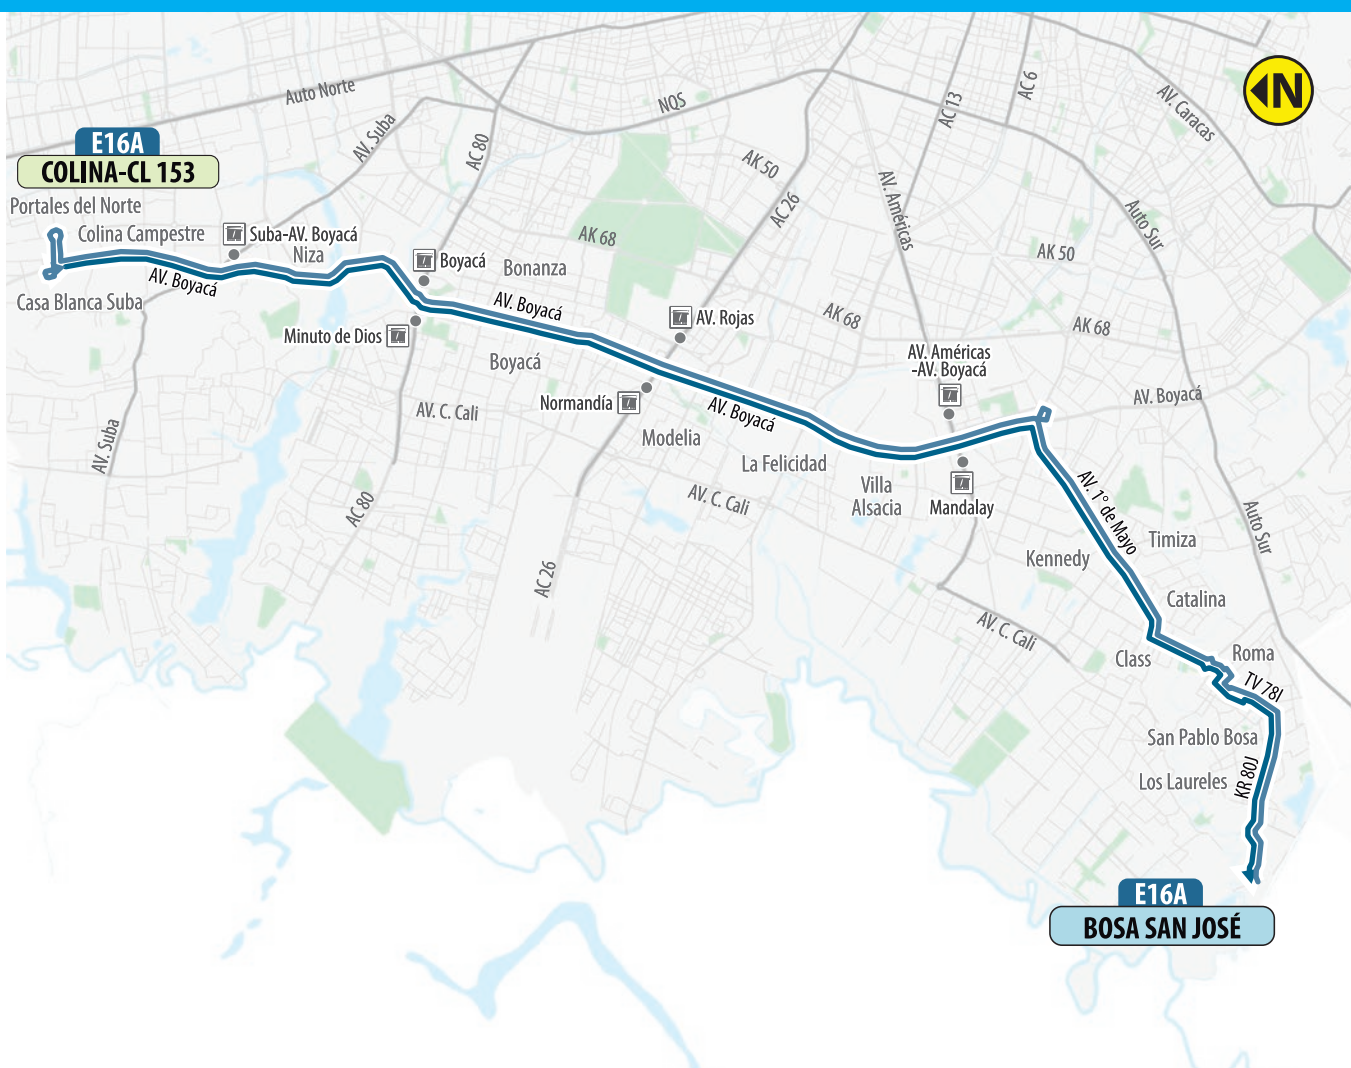 N
Auto Norte
NQS
AC 13
AC 6
AV. Caracas
E16A
COLINA-CL 153
AV. Suba
AC 80
AK 50
AC 26
AV. Américas
Auto Sur
Portales del Norte
Colina Campestre
Suba-AV. Boyacá
Niza
AK 68
AK 50
Boyacá
Bonanza
AV. Boyacá
Casa Blanca Suba
AV. Boyacá
Minuto de Dios
AV. Rojas
AK 68
AK 68
Boyacá
AV. Américas
-AV. Boyacá
AV. Boyacá
Normandía
AV. C. Cali
AV. Boyacá
Modelia
AV. Suba
La Felicidad
Villa
Alsacia
Mandalay
AV. C. Cali
AC 80
AV. 1° de Mayo
Timiza
Auto Sur
Kennedy
AC 26
Catalina
AV. C. Cali
Class
Roma
TV 78I
San Pablo Bosa
Los Laureles
KR 80J
E16A
BOSA SAN JOSÉ